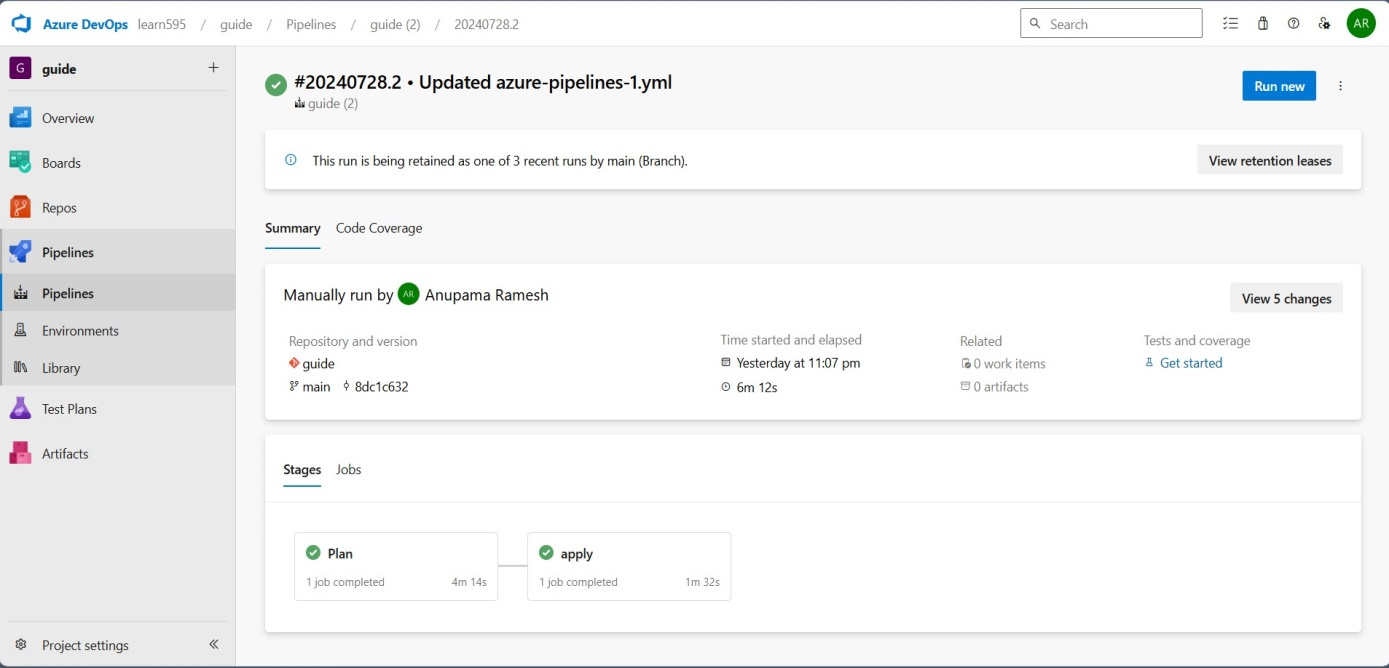 Azure DevOps learn595 / guide / Pipelines / guide (2) / 20240728.2
Search
AR
G guide +
Overview
Boards
Repos
Pipelines
Pipelines
Environments
Library
Test Plans
Artifacts
Project settings
#20240728.2 • Updated azure-pipelines-1.yml
guide (2)
Run new
This run is being retained as one of 3 recent runs by main (Branch).
View retention leases
Summary Code Coverage
Manually run by AR Anupama Ramesh
View 5 changes
Repository and version
guide
main 8dc1c632
Time started and elapsed
Yesterday at 11:07 pm
6m 12s
Related
0 work items
0 artifacts
Tests and coverage
Get started
Stages Jobs
Plan
1 job completed 4m 14s
apply
1 job completed 1m 32s